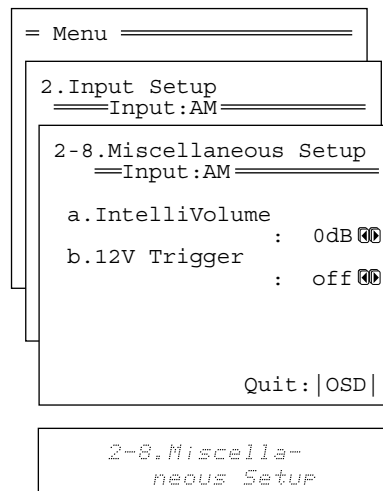 Menu
2.Input Setup
Input:AM
2-8.Miscellaneous Setup
Input:AM
a.IntelliVolume
: 0dB
b.12V Trigger
: off
Quit:|OSD|
2-8.Miscella-
neous Setup